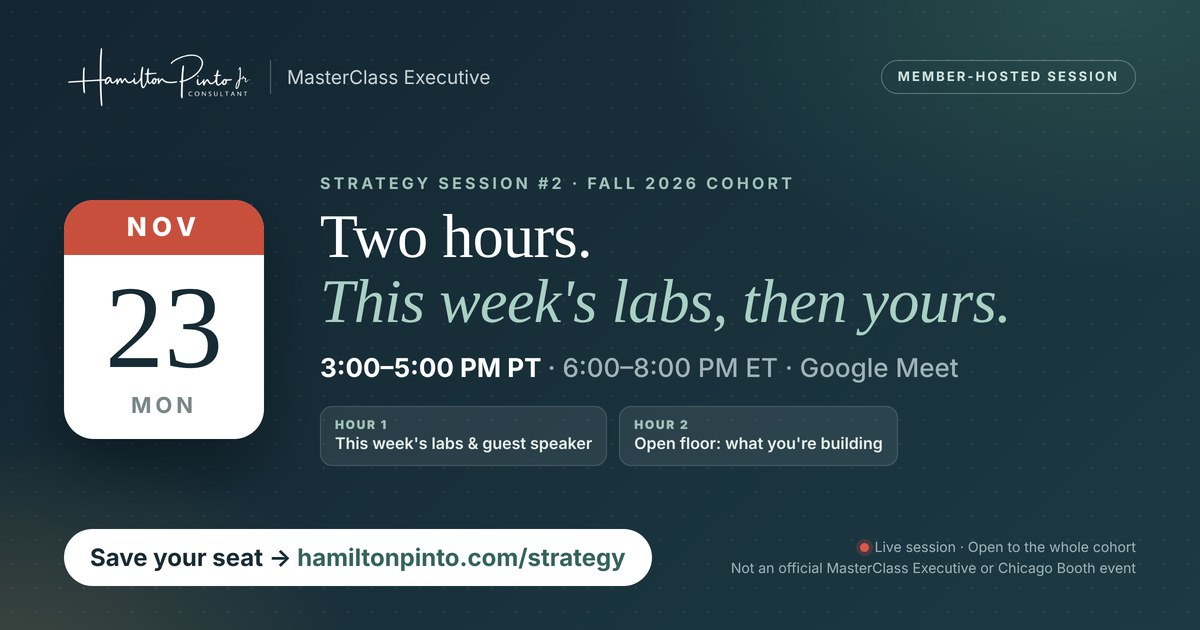 Hamilton Pinto Jr
CONSULTANT
MasterClass Executive
MEMBER-HOSTED SESSION
STRATEGY SESSION #2 · FALL 2026 COHORT
NOV
23
MON
Two hours.
This week's labs, then yours.
3:00–5:00 PM PT · 6:00–8:00 PM ET · Google Meet
HOUR 1
This week's labs & guest speaker
HOUR 2
Open floor: what you're building
Save your seat → hamiltonpinto.com/strategy
Live session · Open to the whole cohort
Not an official MasterClass Executive or Chicago Booth event